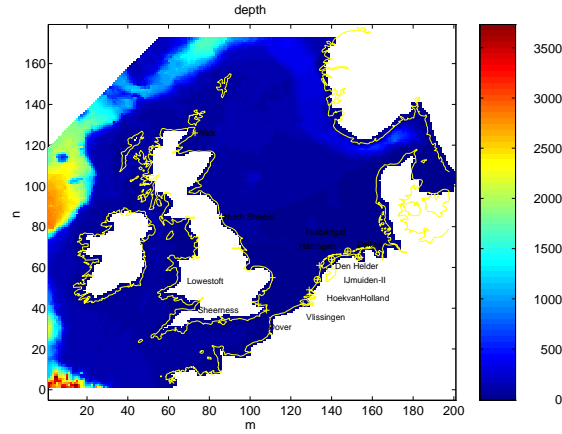 depth
3500
3000
2500
2000
1500
1000
500
0
n
160
140
120
100
80
60
40
20
0
Wick
North Shields
Den Helder
Lowestoft
IJmuiden-II
HoekvanHolland
Sheerness
Vlissingen
Dover
20 40 60 80 100 120 140 160 180 200
m